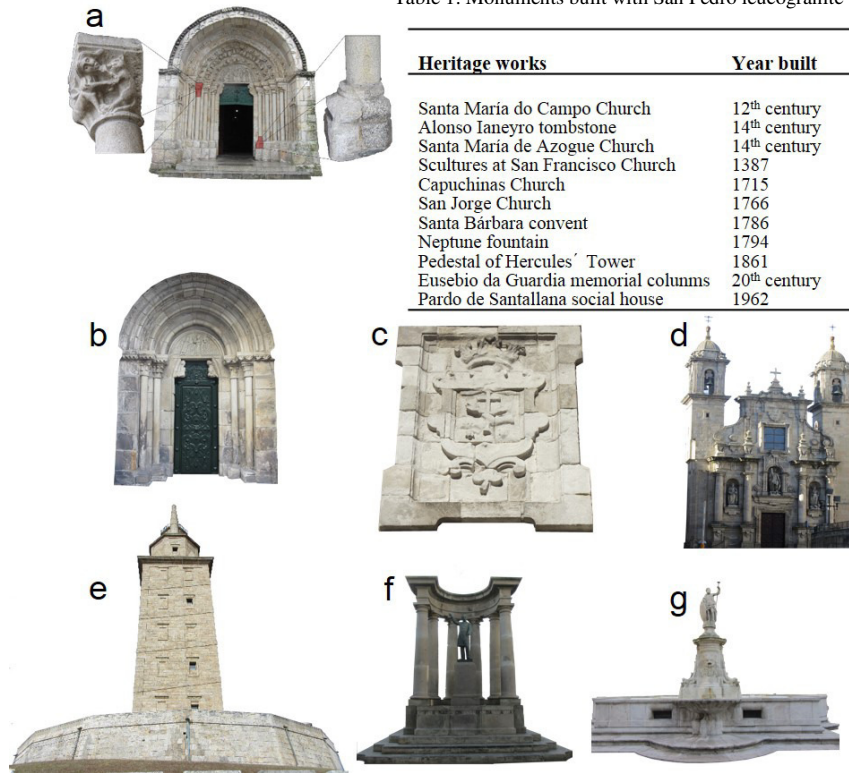 Table 1. Monuments built with San Pedro leucogranite
a
Heritage works Year built
Santa María do Campo Church 12th century
Alonso Ianeyro tombstone 14th century
Santa María de Azogue Church 14th century
Scultures at San Francisco Church 1387
Capuchinas Church 1715
San Jorge Church 1766
Santa Bárbara convent 1786
Neptune fountain 1794
Pedestal of Hercules´ Tower 1861
Eusebio da Guardia memorial colunms 20th century
Pardo de Santallana social house 1962
b
c
d
e
f
g